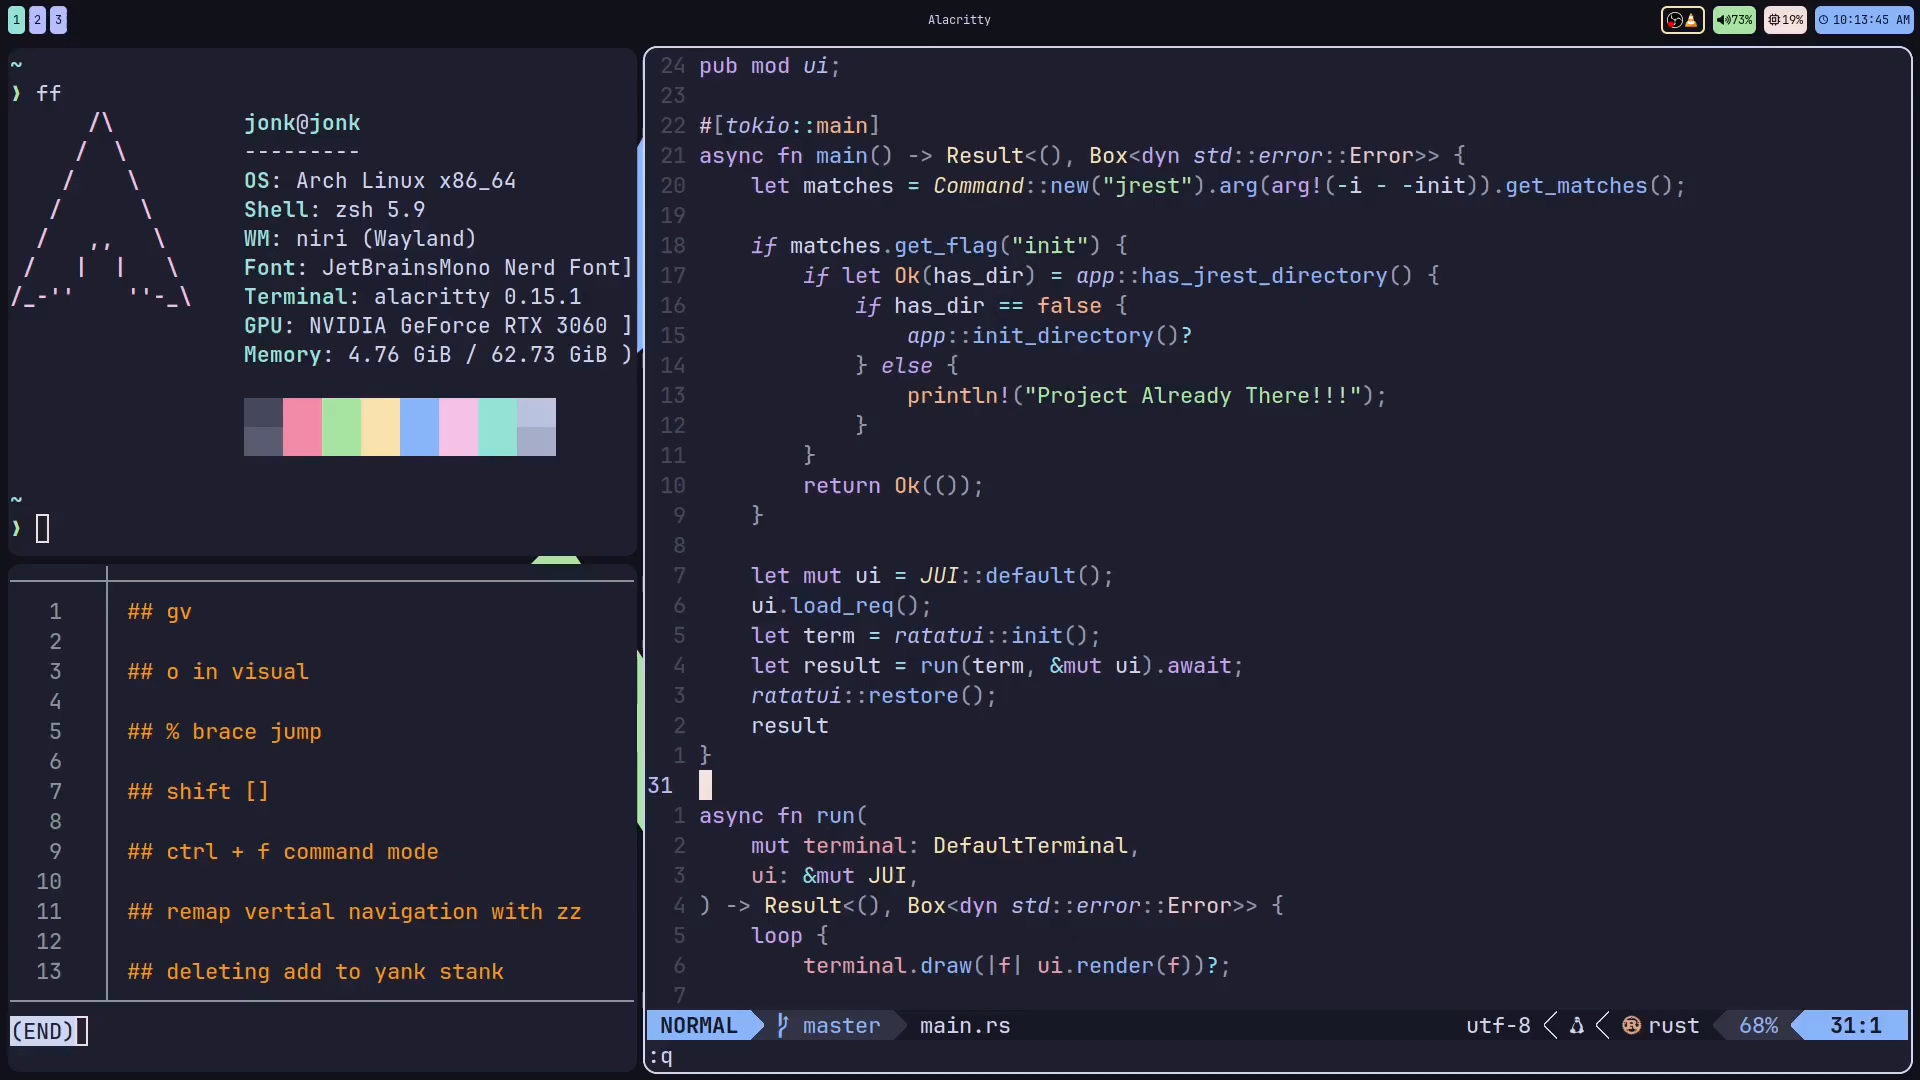 1 2 3
Alacritty
73% 19% 10:13:45 AM
~
❯ ff
/\
/  \
/    \
/      \
/   ,,   \
/   |  |   \
/_-''    ''-_\
jonk@jonk
---------
OS: Arch Linux x86_64
Shell: zsh 5.9
WM: niri (Wayland)
Font: JetBrainsMono Nerd Font]
Terminal: alacritty 0.15.1
GPU: NVIDIA GeForce RTX 3060 ]
Memory: 4.76 GiB / 62.73 GiB )
~
❯
1 ## gv
2
3 ## o in visual
4
5 ## % brace jump
6
7 ## shift []
8
9 ## ctrl + f command mode
10
11 ## remap vertial navigation with zz
12
13 ## deleting add to yank stank
(END)
24 pub mod ui;
23
22 #[tokio::main]
21 async fn main() -> Result<(), Box<dyn std::error::Error>> {
20     let matches = Command::new("jrest").arg(arg!(-i - -init)).get_matches();
19
18     if matches.get_flag("init") {
17         if let Ok(has_dir) = app::has_jrest_directory() {
16             if has_dir == false {
15                 app::init_directory()?
14             } else {
13                 println!("Project Already There!!!");
12             }
11         }
10         return Ok(());
9     }
8
7     let mut ui = JUI::default();
6     ui.load_req();
5     let term = ratatui::init();
4     let result = run(term, &mut ui).await;
3     ratatui::restore();
2     result
1 }
31
1 async fn run(
2     mut terminal: DefaultTerminal,
3     ui: &mut JUI,
4 ) -> Result<(), Box<dyn std::error::Error>> {
5     loop {
6         terminal.draw(|f| ui.render(f))?;
7
NORMAL master main.rs utf-8 rust 68% 31:1
:q